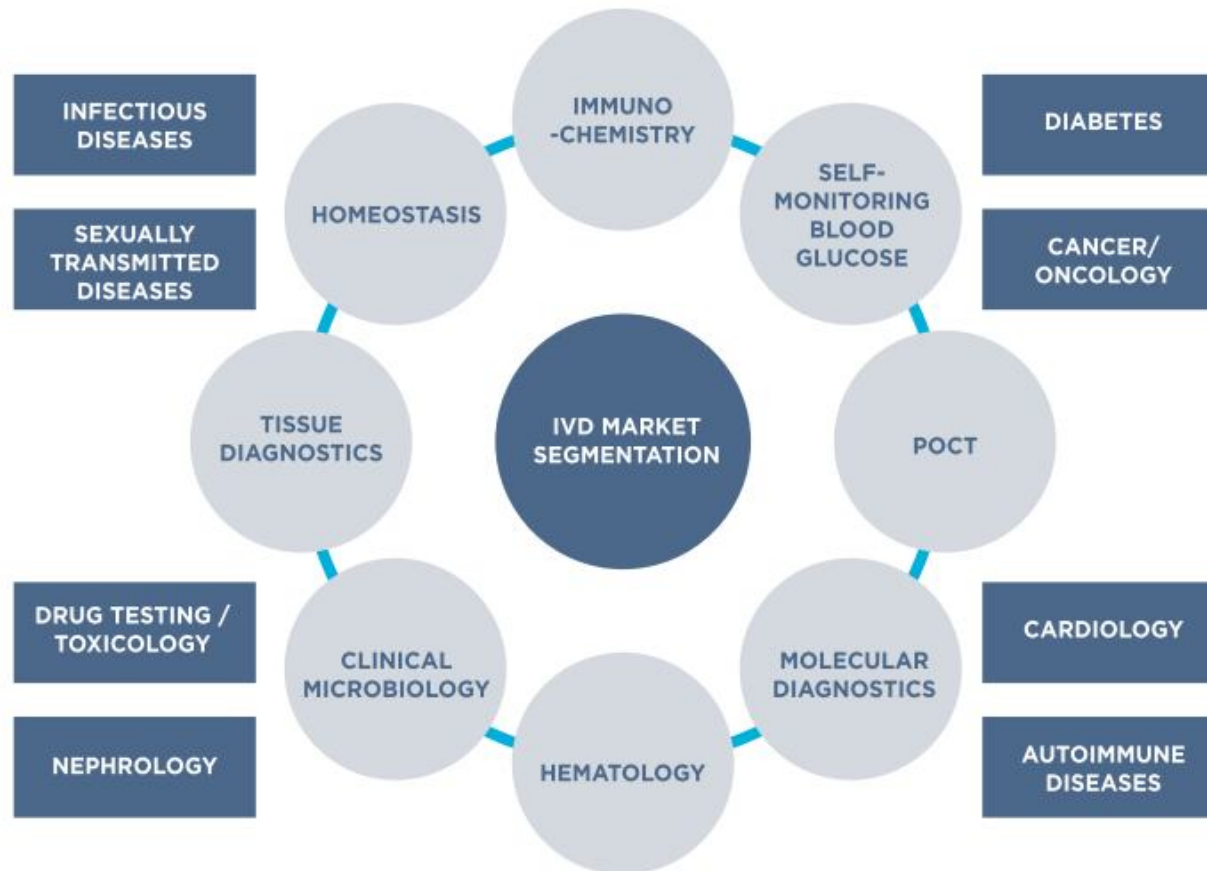 INFECTIOUS
DISEASES
SEXUALLY
TRANSMITTED
DISEASES
IMMUNO
-CHEMISTRY
HOMEOSTASIS
SELF-
MONITORING
BLOOD
GLUCOSE
DIABETES
CANCER/
ONCOLOGY
TISSUE
DIAGNOSTICS
IVD MARKET
SEGMENTATION
POCT
DRUG TESTING /
TOXICOLOGY
NEPHROLOGY
CLINICAL
MICROBIOLOGY
HEMATOLOGY
MOLECULAR
DIAGNOSTICS
CARDIOLOGY
AUTOIMMUNE
DISEASES